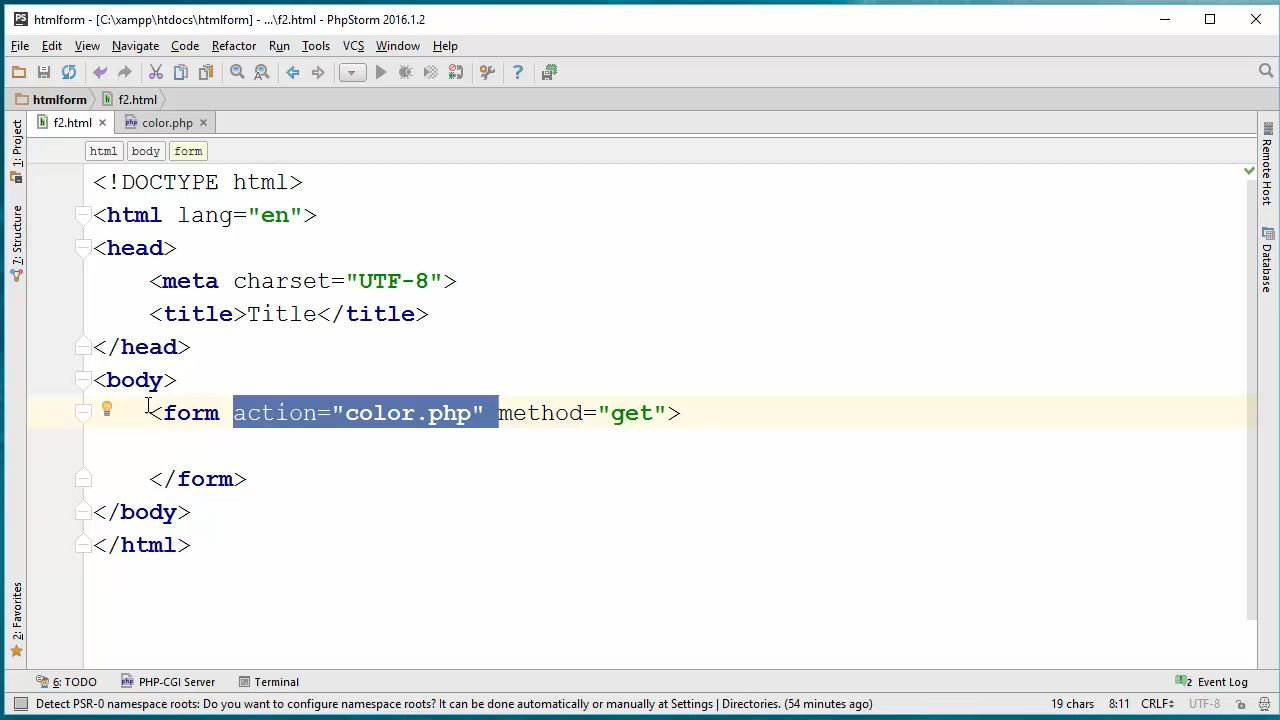 PS htmlform - [C:\xampp\htdocs\htmlform] - ...\f2.html - PhpStorm 2016.1.2
File Edit View Navigate Code Refactor Run Tools VCS Window Help
htmlform f2.html
f2.html color.php
html body form
<!DOCTYPE html>
<html lang="en">
<head>
<meta charset="UTF-8">
<title>Title</title>
</head>
<body>
<form action="color.php" method="get">
</form>
</body>
</html>
1: Project
7: Structure
2: Favorites
Remote Host
Database
6: TODO PHP-CGI Server Terminal 2 Event Log
Detect PSR-0 namespace roots: Do you want to configure namespace roots? It can be done automatically or manually at Settings | Directories. (54 minutes ago) 19 chars 8:11 CRLF UTF-8